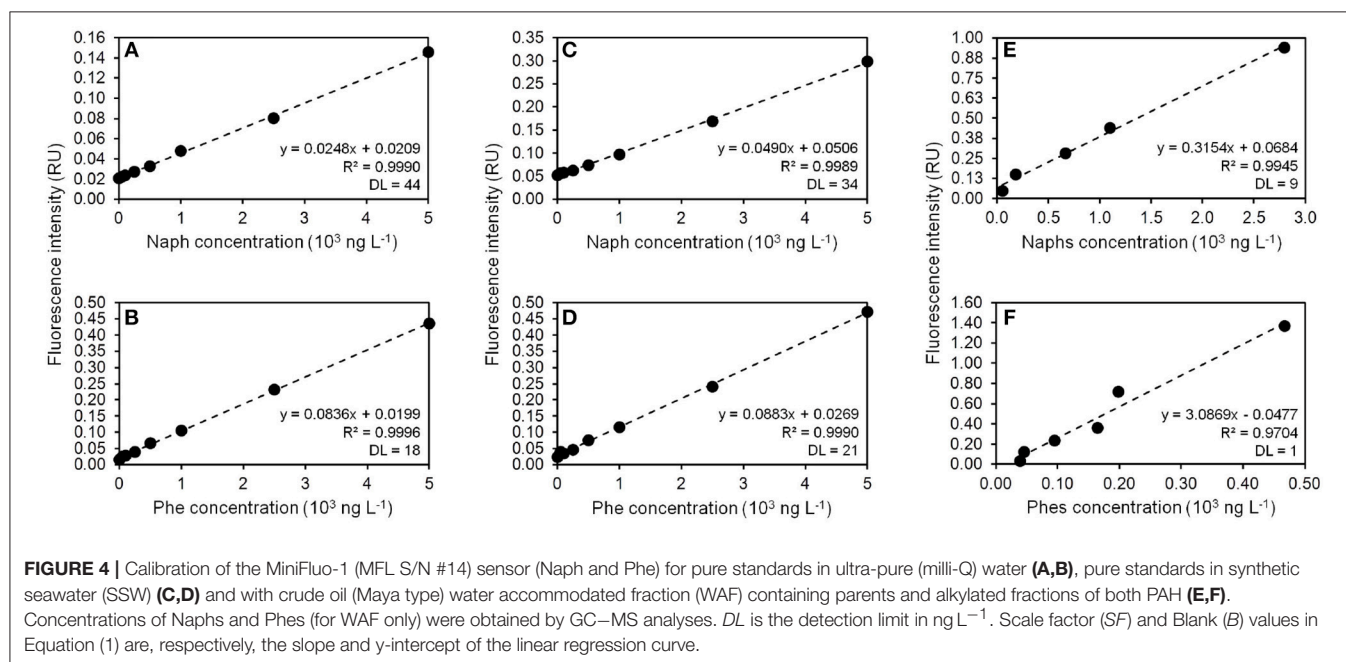 A
Fluorescence intensity (RU)
0.16
0.14
0.12
0.10
0.08
0.06
0.04
0.02
0.00
y = 0.0248x + 0.0209
R² = 0.9990
DL = 44
0 1 2 3 4 5
Naph concentration (10³ ng L⁻¹)
C
Fluorescence intensity (RU)
0.40
0.35
0.30
0.25
0.20
0.15
0.10
0.05
0.00
y = 0.0490x + 0.0506
R² = 0.9989
DL = 34
0 1 2 3 4 5
Naph concentration (10³ ng L⁻¹)
E
Fluorescence intensity (RU)
1.00
0.88
0.75
0.63
0.50
0.38
0.25
0.13
0.00
y = 0.3154x + 0.0684
R² = 0.9945
DL = 9
0.0 0.5 1.0 1.5 2.0 2.5 3.0
Naphs concentration (10³ ng L⁻¹)
B
0.50
0.45
0.40
0.35
0.30
0.25
0.20
0.15
0.10
0.05
0.00
y = 0.0836x + 0.0199
R² = 0.9996
DL = 18
0 1 2 3 4 5
Phe concentration (10³ ng L⁻¹)
D
0.50
0.45
0.40
0.35
0.30
0.25
0.20
0.15
0.10
0.05
0.00
y = 0.0883x + 0.0269
R² = 0.9990
DL = 21
0 1 2 3 4 5
Phe concentration (10³ ng L⁻¹)
F
1.60
1.40
1.20
1.00
0.80
0.60
0.40
0.20
0.00
y = 3.0869x - 0.0477
R² = 0.9704
DL = 1
0.00 0.10 0.20 0.30 0.40 0.50
Phes concentration (10³ ng L⁻¹)
FIGURE 4 | Calibration of the MiniFluo-1 (MFL S/N #14) sensor (Naph and Phe) for pure standards in ultra-pure (milli-Q) water (A,B), pure standards in synthetic
seawater (SSW) (C,D) and with crude oil (Maya type) water accommodated fraction (WAF) containing parents and alkylated fractions of both PAH (E,F).
Concentrations of Naphs and Phes (for WAF only) were obtained by GC−MS analyses. DL is the detection limit in ng L⁻¹. Scale factor (SF) and Blank (B) values in
Equation (1) are, respectively, the slope and y-intercept of the linear regression curve.